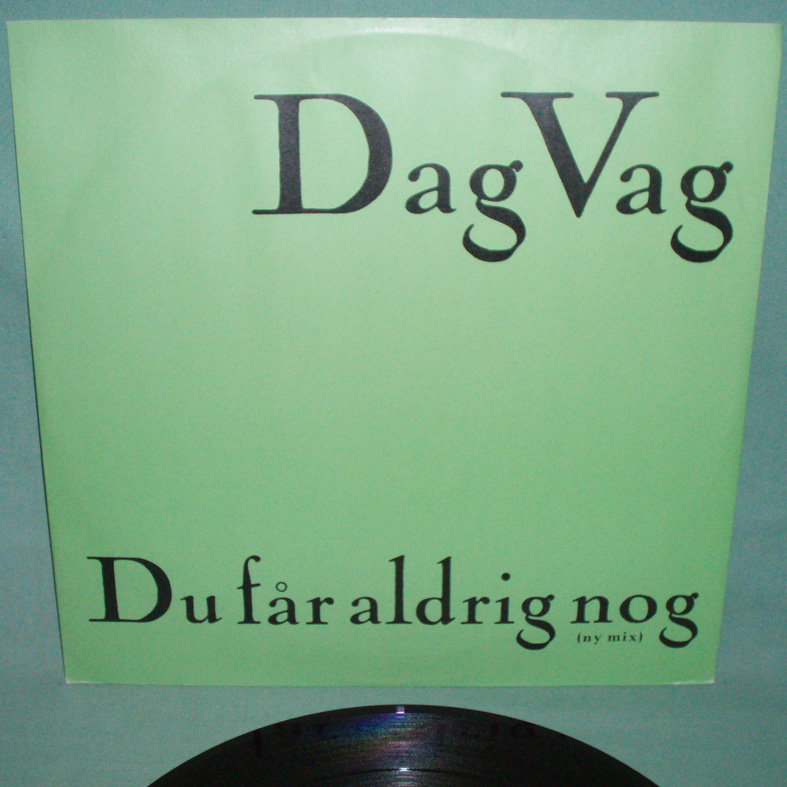 Dag Vag
Du får aldrig nog
(ny mix)